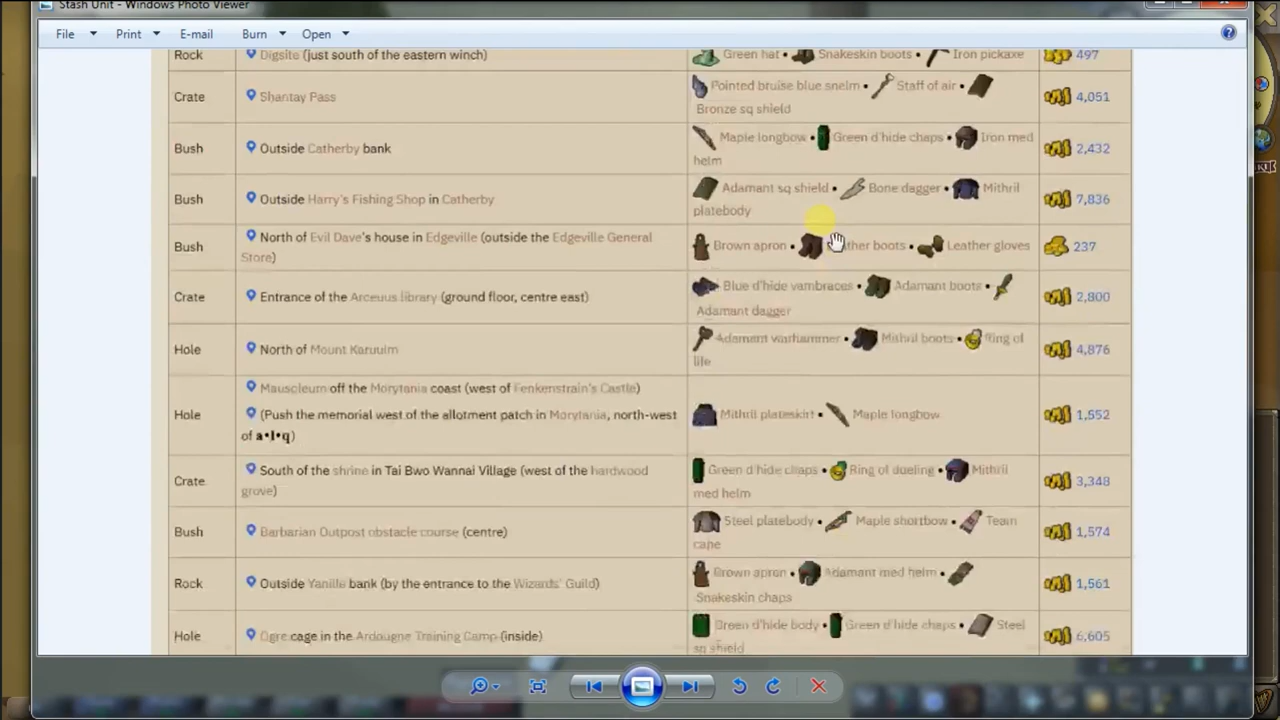 Stash Unit - Windows Photo Viewer
File Print E-mail Burn Open
Rock Digsite (just south of the eastern winch) Green hat • Snakeskin boots • Iron pickaxe 497
Crate Shantay Pass Pointed bruise blue snelm • Staff of air •
Bronze sq shield 4,051
Bush Outside Catherby bank Maple longbow • Green d'hide chaps • Iron med
helm 2,432
Bush Outside Harry's Fishing Shop in Catherby Adamant sq shield • Bone dagger • Mithril
platebody 7,836
Bush North of Evil Dave's house in Edgeville (outside the Edgeville General
Store) Brown apron • ather boots • Leather gloves 237
Crate Entrance of the Arceuus library (ground floor, centre east) Blue d'hide vambraces • Adamant boots •
Adamant dagger 2,800
Hole North of Mount Karuulm Adamant warhammer • Mithril boots • Ring of
life 4,876
Hole Mausoleum off the Morytania coast (west of Fenkenstrain's Castle)
(Push the memorial west of the allotment patch in Morytania, north-west
of a•l•q) Mithril plateskirt • Maple longbow 1,552
Crate South of the shrine in Tai Bwo Wannai Village (west of the hardwood
grove) Green d'hide chaps • Ring of dueling • Mithril
med helm 3,348
Bush Barbarian Outpost obstacle course (centre) Steel platebody • Maple shortbow • Team
cape 1,574
Rock Outside Yanille bank (by the entrance to the Wizards' Guild) Brown apron • Adamant med helm •
Snakeskin chaps 1,561
Hole Ogre cage in the Ardougne Training Camp (inside) Green d'hide body • Green d'hide chaps • Steel
sq shield 6,605